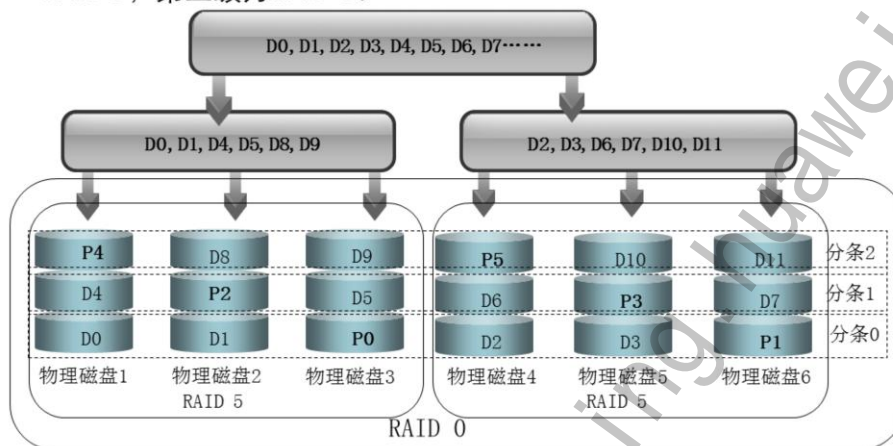 D0, D1, D2, D3, D4, D5, D6, D7……
D0, D1, D4, D5, D8, D9
D2, D3, D6, D7, D10, D11
P4 D8 D9 P5 D10 D11 分条2
D4 P2 D5 D6 P3 D7 分条1
D0 D1 P0 D2 D3 P1 分条0
物理磁盘1 物理磁盘2 物理磁盘3 物理磁盘4 物理磁盘5 物理磁盘6
RAID 5 RAID 5
RAID 0
ing.huawei